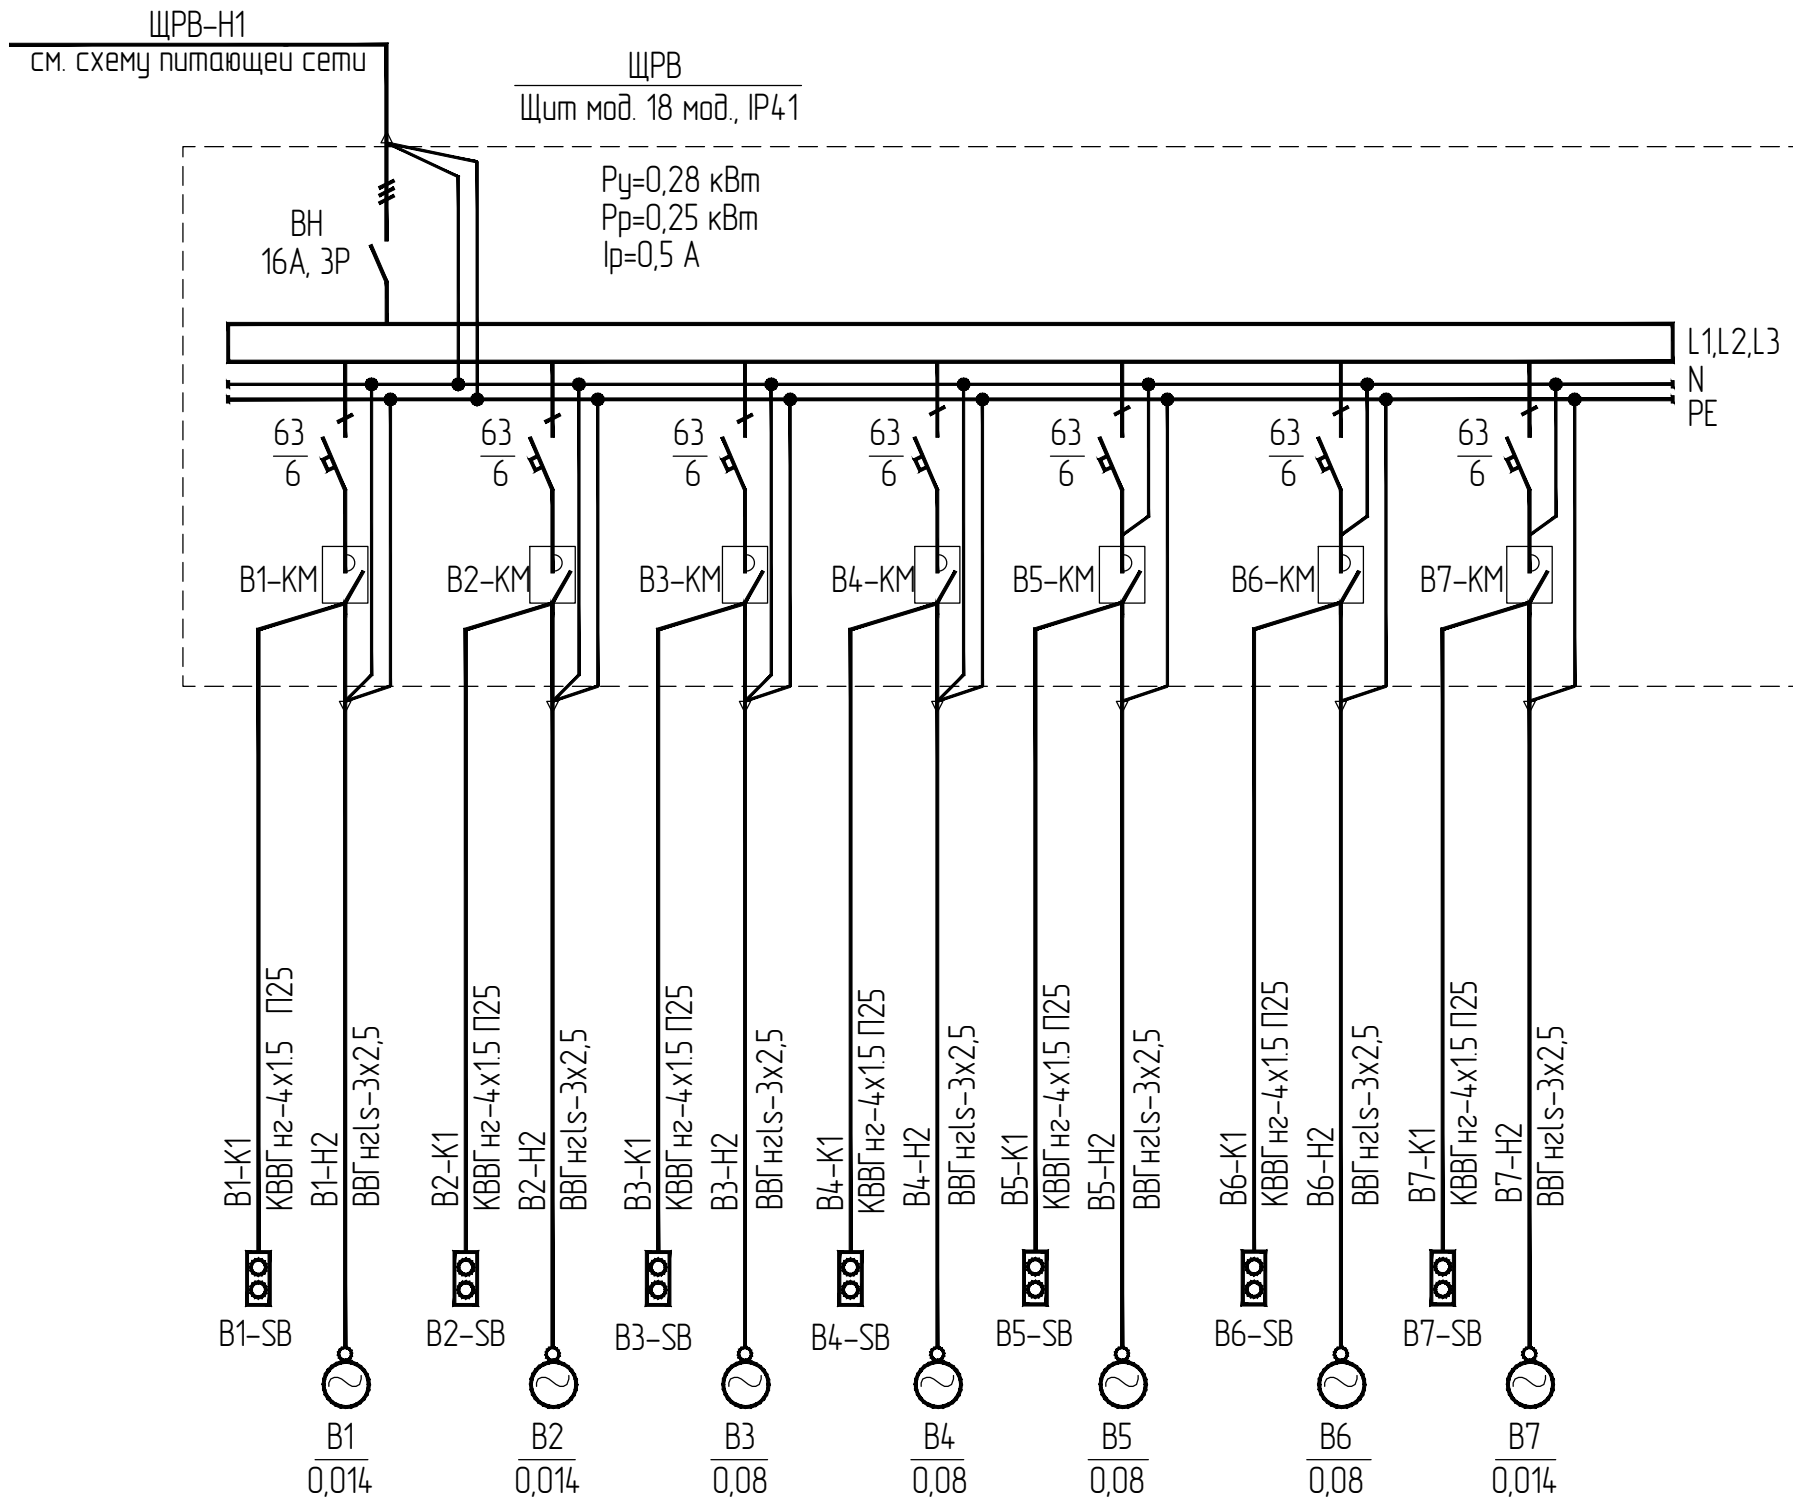 ЩРВ-Н1
см. схему питающей сети
ЩРВ
Щит мод. 18 мод., IP41
Ру=0,28 кВт
Рр=0,25 кВт
Iр=0,5 А
ВН
16А, 3Р
L1,L2,L3
N
PE
63 63 63 63 63 63 63
6 6 6 6 6 6 6
В1-КМ В2-КМ В3-КМ В4-КМ В5-КМ В6-КМ В7-КМ
В1-К1
КВВГнг-4х1.5 П25
В1-Н2
ВВГнгls-3х2,5
В2-К1
КВВГнг-4х1.5 П25
В2-Н2
ВВГнгls-3х2,5
В3-К1
КВВГнг-4х1.5 П25
В3-Н2
ВВГнгls-3х2,5
В4-К1
КВВГнг-4х1.5 П25
В4-Н2
ВВГнгls-3х2,5
В5-К1
КВВГнг-4х1.5 П25
В5-Н2
ВВГнгls-3х2,5
В6-К1
КВВГнг-4х1.5 П25
В6-Н2
ВВГнгls-3х2,5
В7-К1
КВВГнг-4х1.5 П25
В7-Н2
ВВГнгls-3х2,5
В1-SB В2-SB В3-SB В4-SB В5-SB В6-SB В7-SB
В1 В2 В3 В4 В5 В6 В7
0,014 0,014 0,08 0,08 0,08 0,08 0,014